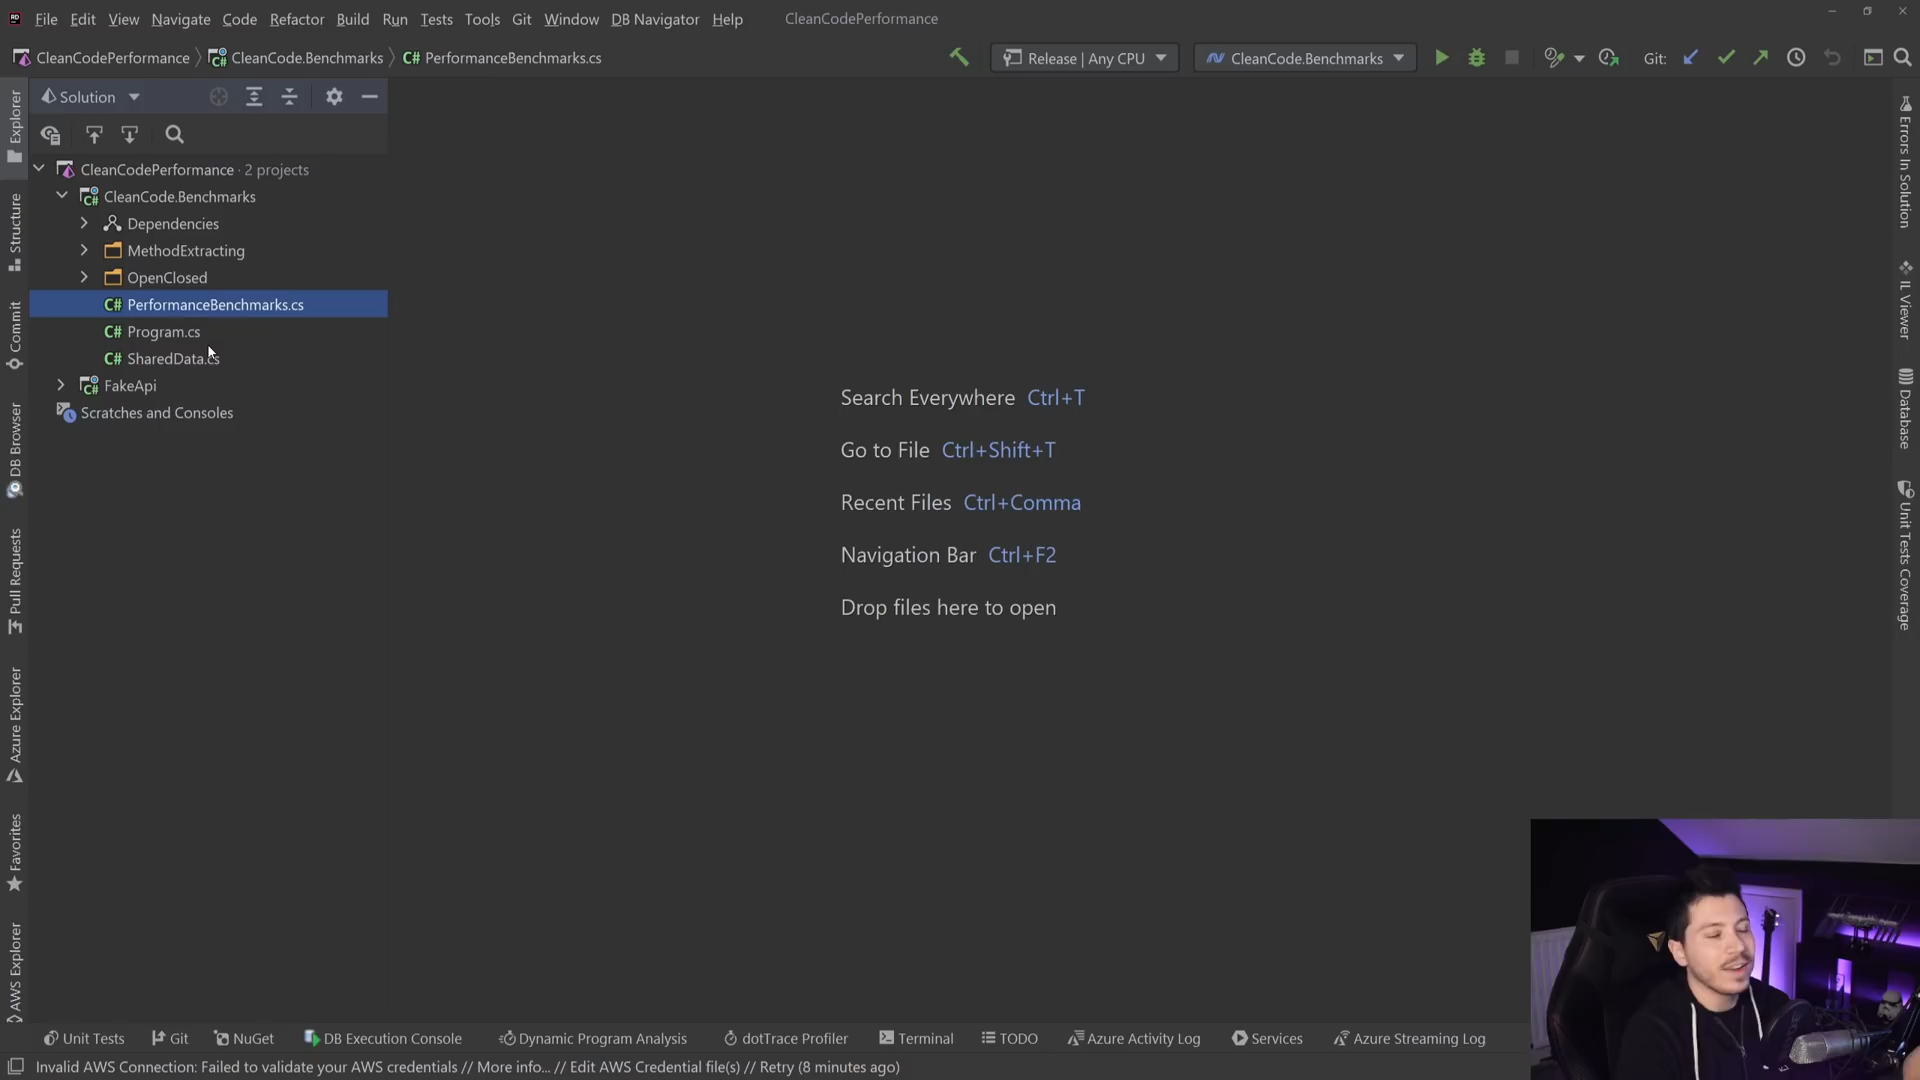 File Edit View Navigate Code Refactor Build Run Tests Tools Git Window DB Navigator Help CleanCodePerformance
CleanCodePerformance CleanCode.Benchmarks C# PerformanceBenchmarks.cs Release | Any CPU CleanCode.Benchmarks Git:
Solution
CleanCodePerformance · 2 projects
C# CleanCode.Benchmarks
Dependencies
MethodExtracting
OpenClosed
C# PerformanceBenchmarks.cs
C# Program.cs
C# SharedData.cs
C# FakeApi
Scratches and Consoles
Explorer
Structure
Commit
DB Browser
Pull Requests
Azure Explorer
Favorites
AWS Explorer
Search Everywhere Ctrl+T
Go to File Ctrl+Shift+T
Recent Files Ctrl+Comma
Navigation Bar Ctrl+F2
Drop files here to open
Errors In Solution
IL Viewer
Database
Unit Tests Coverage
Unit Tests Git NuGet DB Execution Console Dynamic Program Analysis dotTrace Profiler Terminal TODO Azure Activity Log Services Azure Streaming Log
Invalid AWS Connection: Failed to validate your AWS credentials // More info... // Edit AWS Credential file(s) // Retry (8 minutes ago)